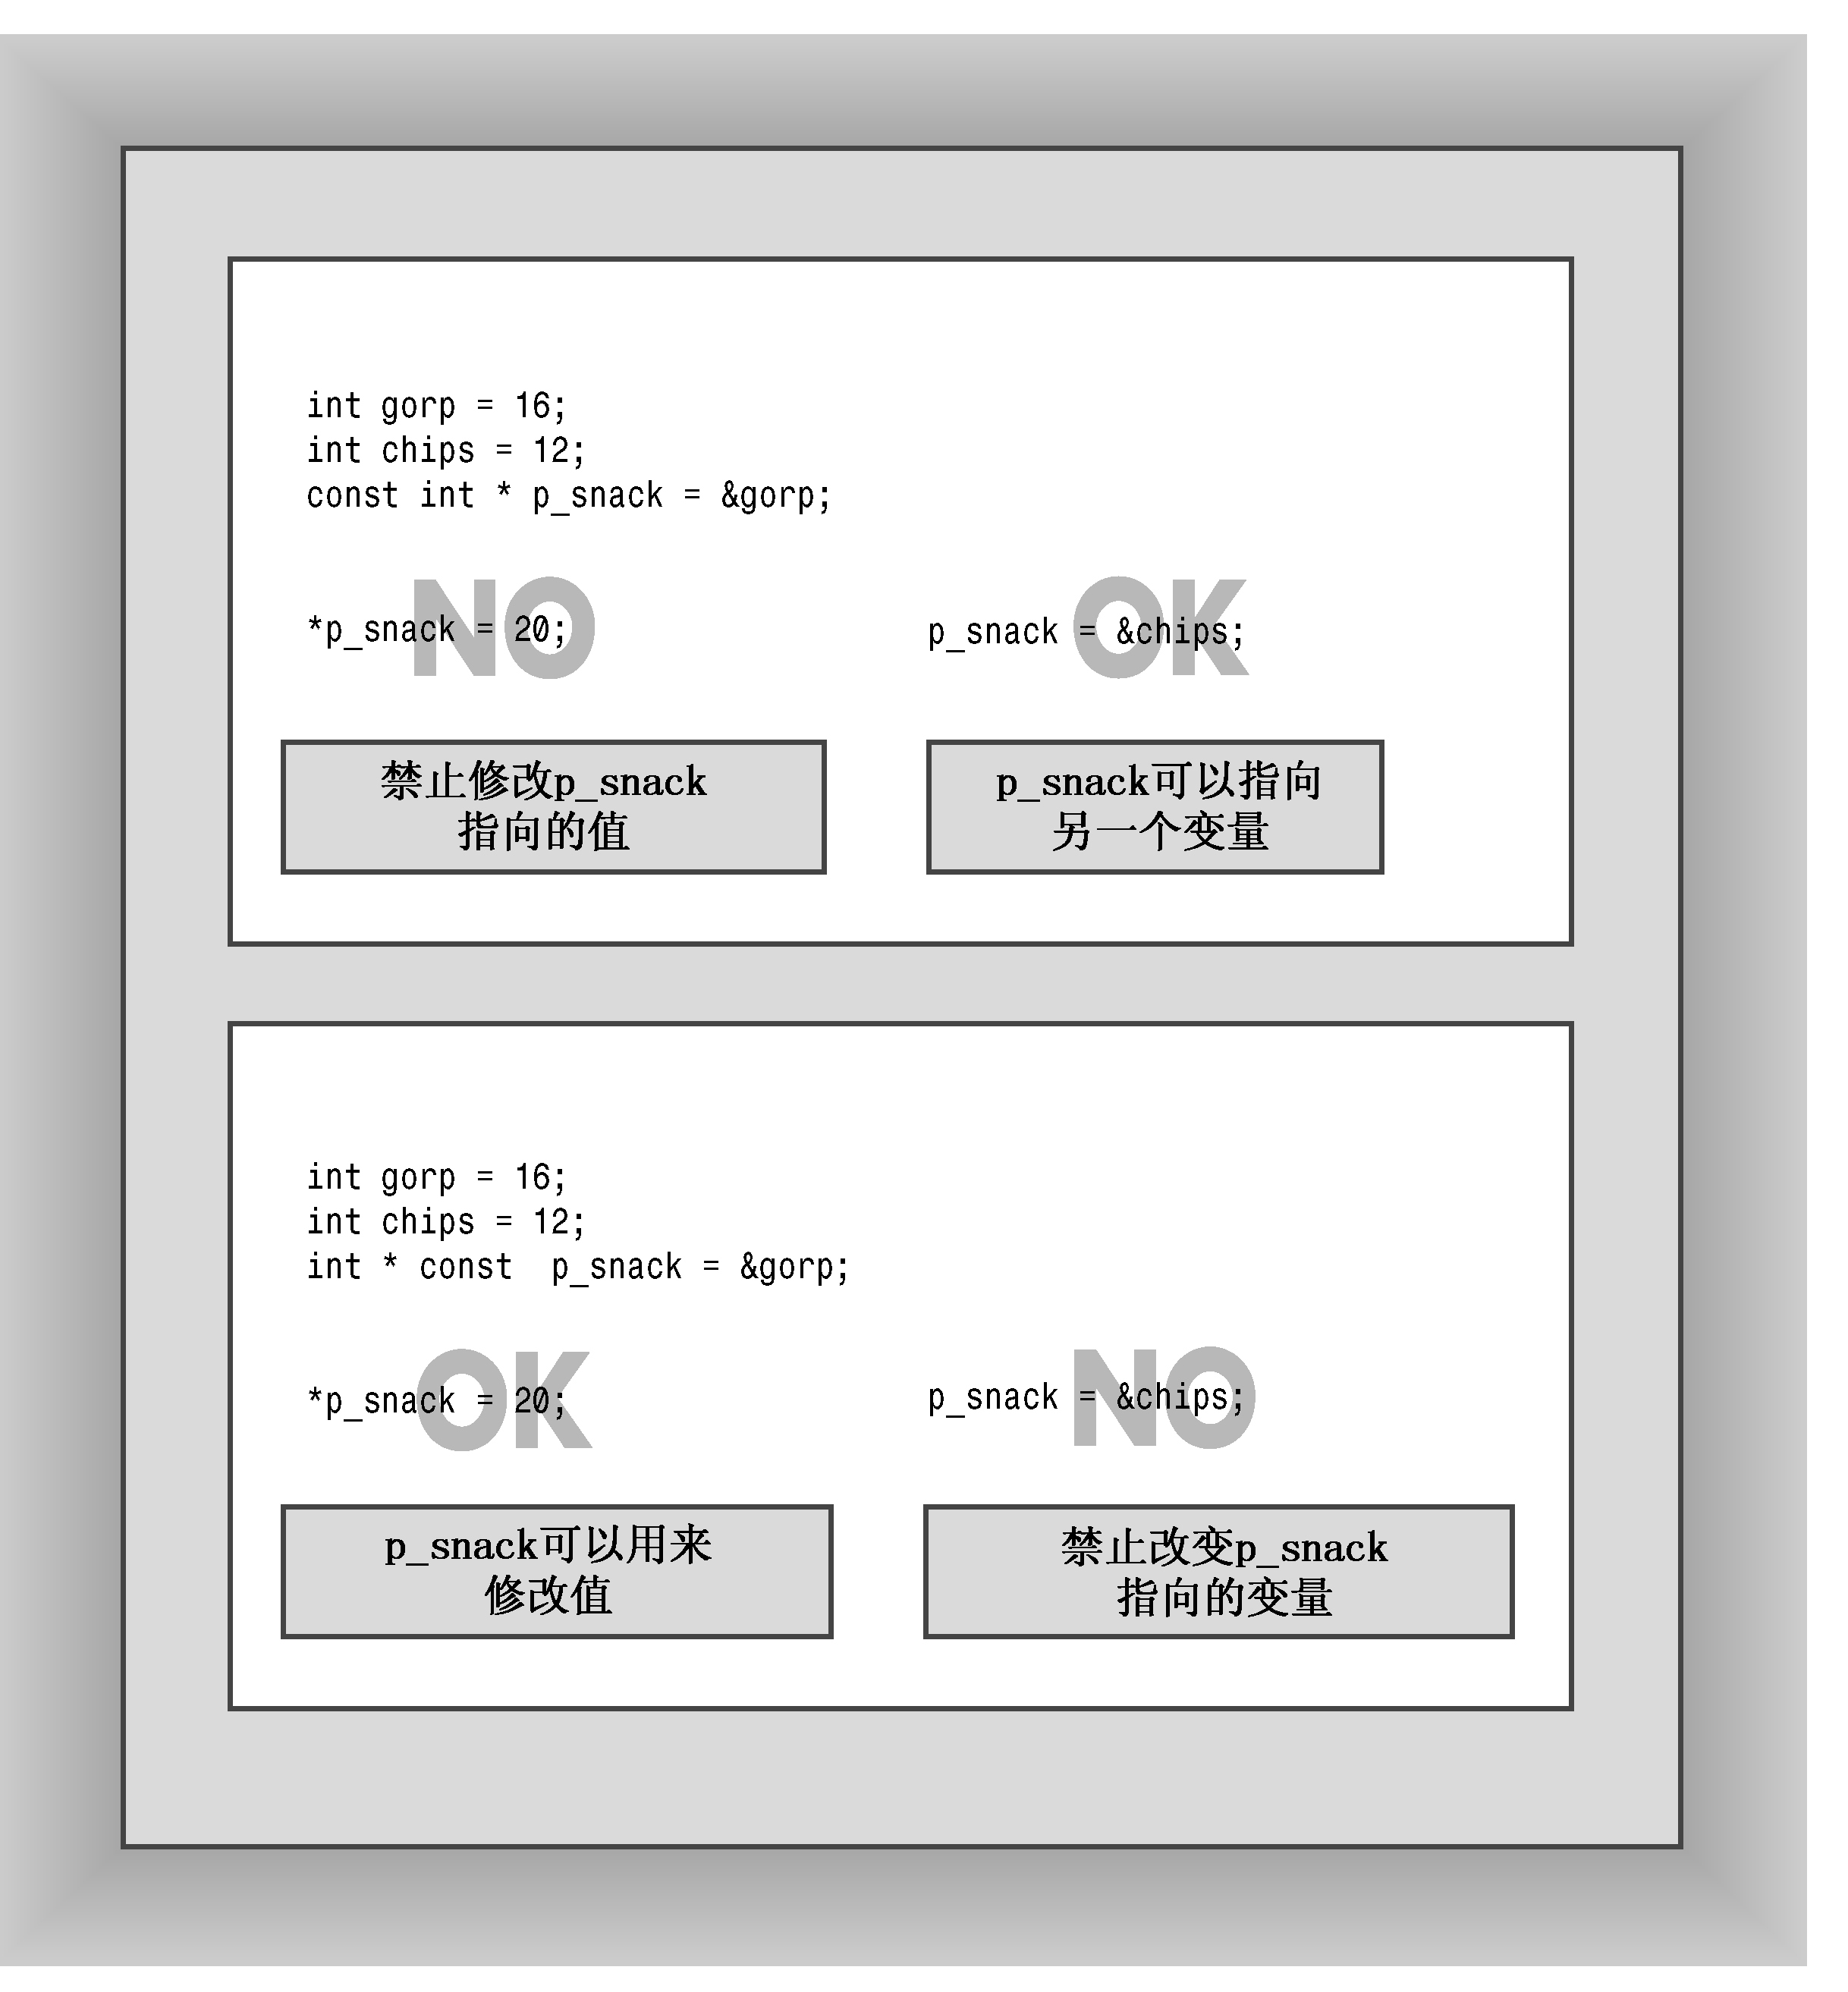 int gorp = 16;
int chips = 12;
const int * p_snack = &gorp;
NO
*p_snack = 20;
OK
p_snack = &chips;
禁止修改p_snack
指向的值
p_snack可以指向
另一个变量
int gorp = 16;
int chips = 12;
int * const  p_snack = &gorp;
OK
*p_snack = 20;
NO
p_snack = &chips;
p_snack可以用来
修改值
禁止改变p_snack
指向的变量